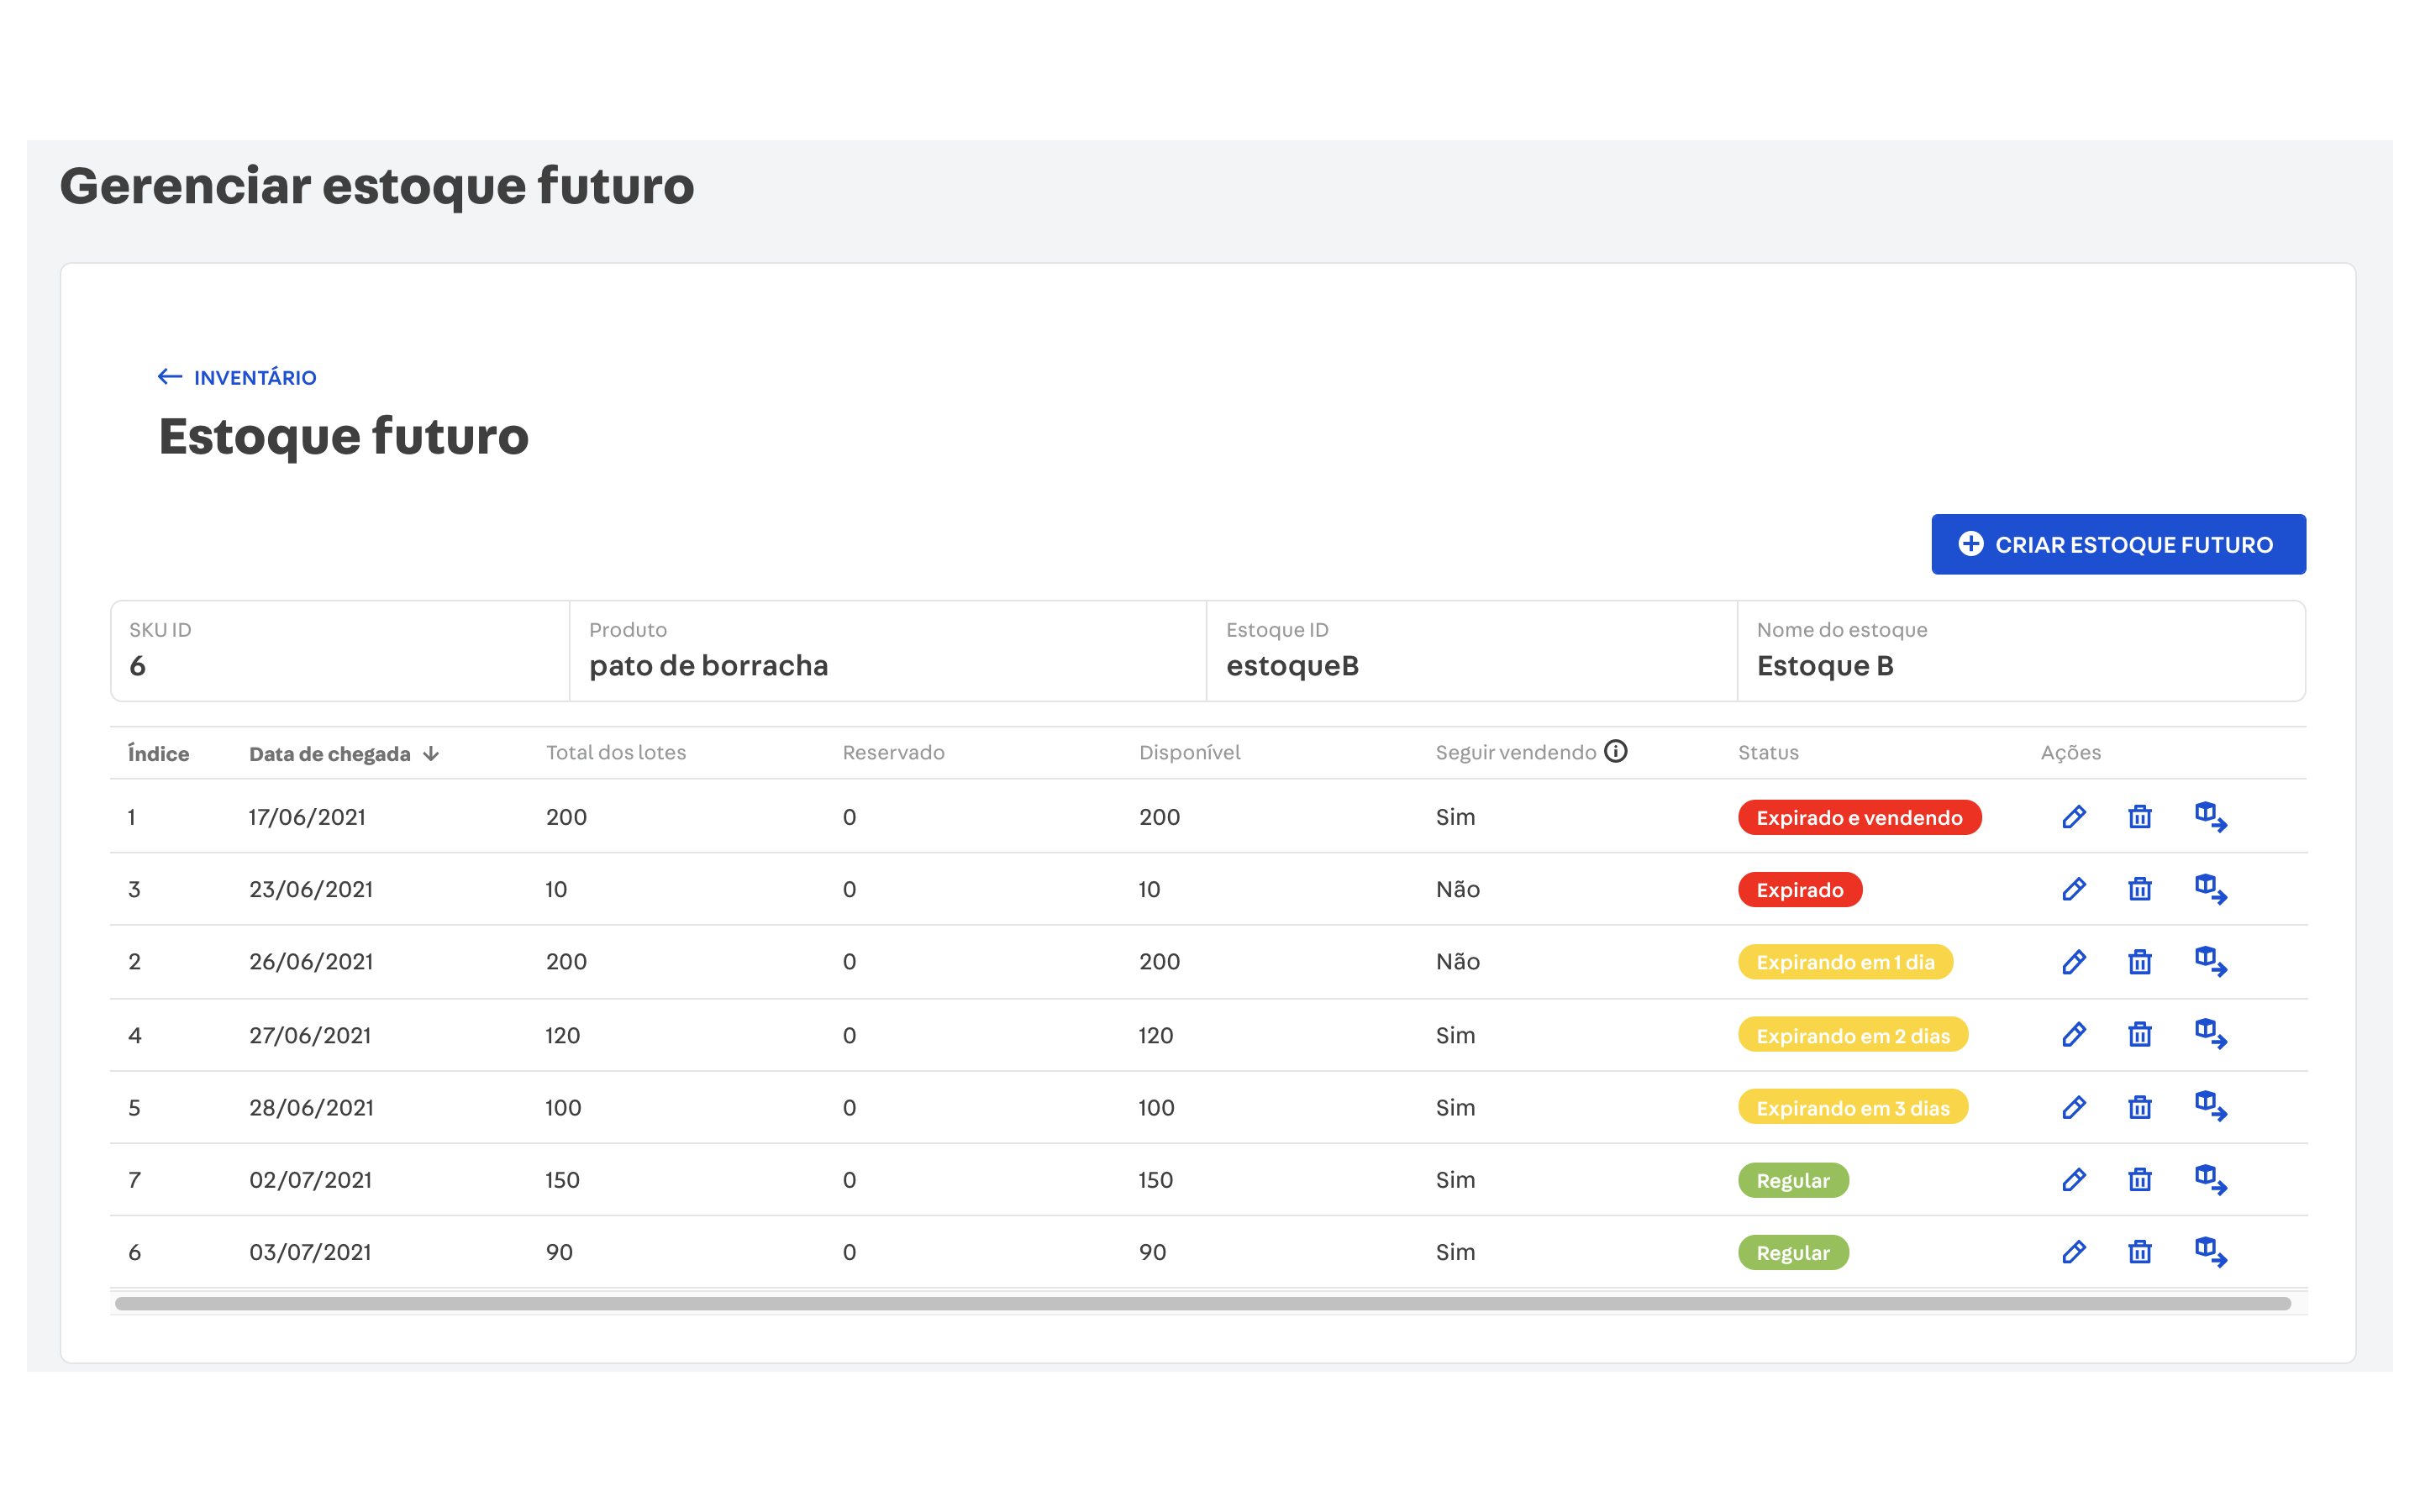 Gerenciar estoque futuro
INVENTÁRIO
Estoque futuro
CRIAR ESTOQUE FUTURO
SKU ID Produto Estoque ID Nome do estoque
6 pato de borracha estoqueB Estoque B
Índice Data de chegada Total dos lotes Reservado Disponível Seguir vendendo Status Ações
1 17/06/2021 200 0 200 Sim Expirado e vendendo
3 23/06/2021 10 0 10 Não Expirado
2 26/06/2021 200 0 200 Não Expirando em 1 dia
4 27/06/2021 120 0 120 Sim Expirando em 2 dias
5 28/06/2021 100 0 100 Sim Expirando em 3 dias
7 02/07/2021 150 0 150 Sim Regular
6 03/07/2021 90 0 90 Sim Regular